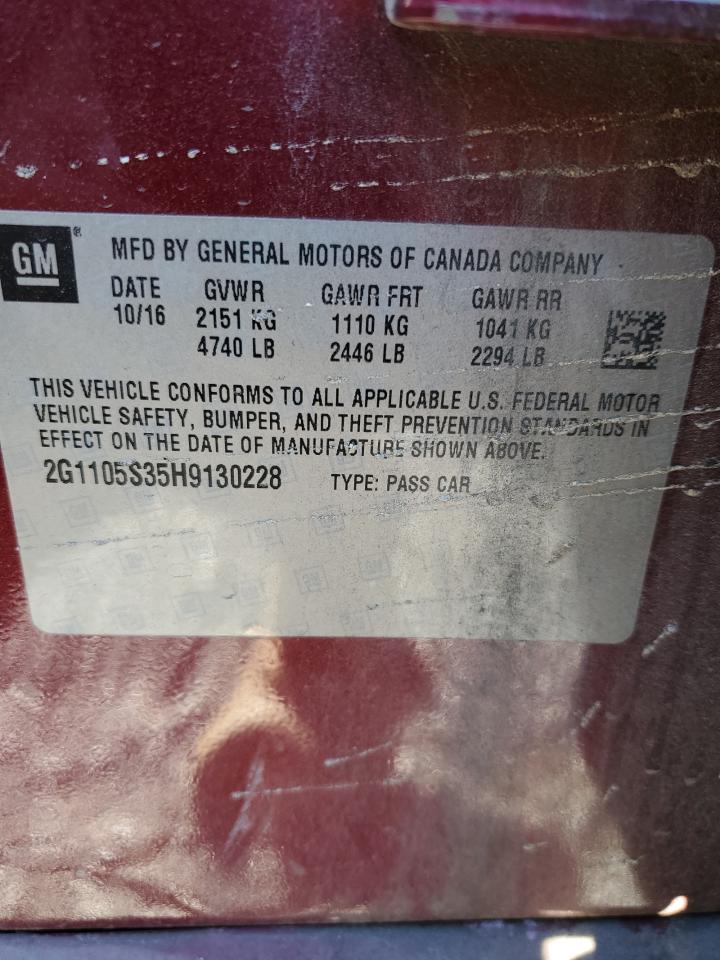 GM®
MFD BY GENERAL MOTORS OF CANADA COMPANY
DATE GVWR GAWR FRT GAWR RR
10/16 2151 KG 1110 KG 1041 KG
4740 LB 2446 LB 2294 LB
THIS VEHICLE CONFORMS TO ALL APPLICABLE U.S. FEDERAL MOTOR
VEHICLE SAFETY, BUMPER, AND THEFT PREVENTION STANDARDS IN
EFFECT ON THE DATE OF MANUFACTURE SHOWN ABOVE.
2G1105S35H9130228 TYPE: PASS CAR